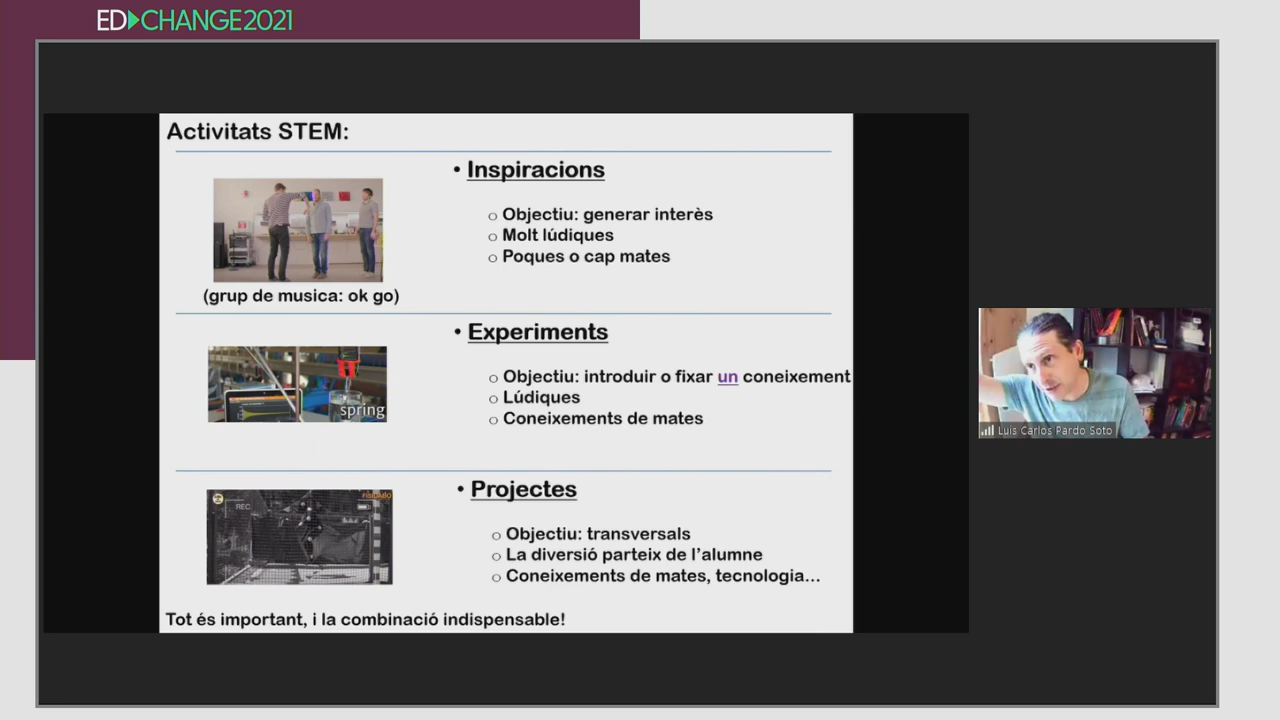 ED CHANGE2021
Activitats STEM:
• Inspiracions
o Objectiu: generar interès
o Molt lúdiques
o Poques o cap mates
(grup de musica: ok go)
• Experiments
o Objectiu: introduir o fixar un coneixement
o Lúdiques
o Coneixements de mates
spring
• Projectes
o Objectiu: transversals
o La diversió parteix de l'alumne
o Coneixements de mates, tecnologia...
REC
Tot és important, i la combinació indispensable!
Luis Carlos Pardo Soto